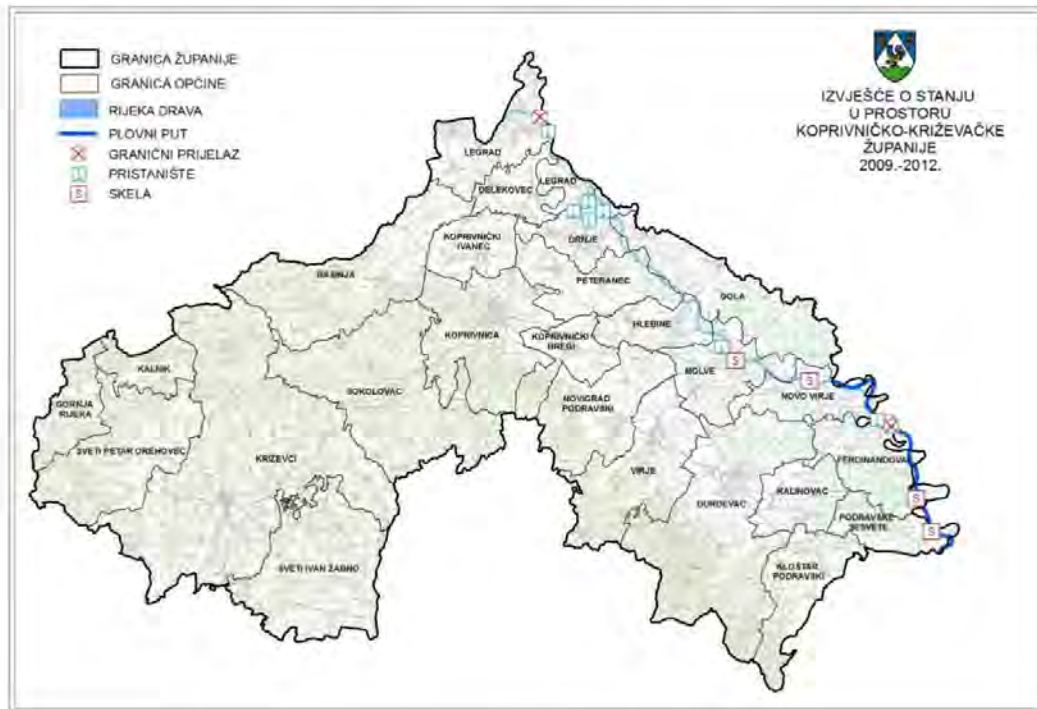 GRANICA ŽUPANIJE
GRANICA OPĆINE
RIJEKA DRAVA
PLOVNI PUT
GRANIČNI PRIJELAZ
PRISTANIŠTE
S SKELA
IZVJEŠĆE O STANJU
U PROSTORU
KOPRIVNIČKO-KRIŽEVAČKE
ŽUPANIJE
2009.-2012.
LEGRAD
ĐELEKOVEC
LEGRAD
DRNJE
KOPRIVNIČKI
IVANEC
RASINJA
PETERANEC
GOLA
HLEBINE
KOPRIVNICA
KOPRIVNIČKI
BREGI
S
MOLVE
S
NOVO VIRJE
KALNIK
SOKOLOVAC
NOVIGRAD
PODRAVSKI
GORNJA
RIJEKA
SVETI PETAR OREHOVEC
KRIŽEVCI
VIRJE
FERDINANDOVAC
ĐURĐEVAC
KALINOVAC
S
PODRAVSKE
SESVETE
S
SVETI IVAN ŽABNO
KLOŠTAR
PODRAVSKI